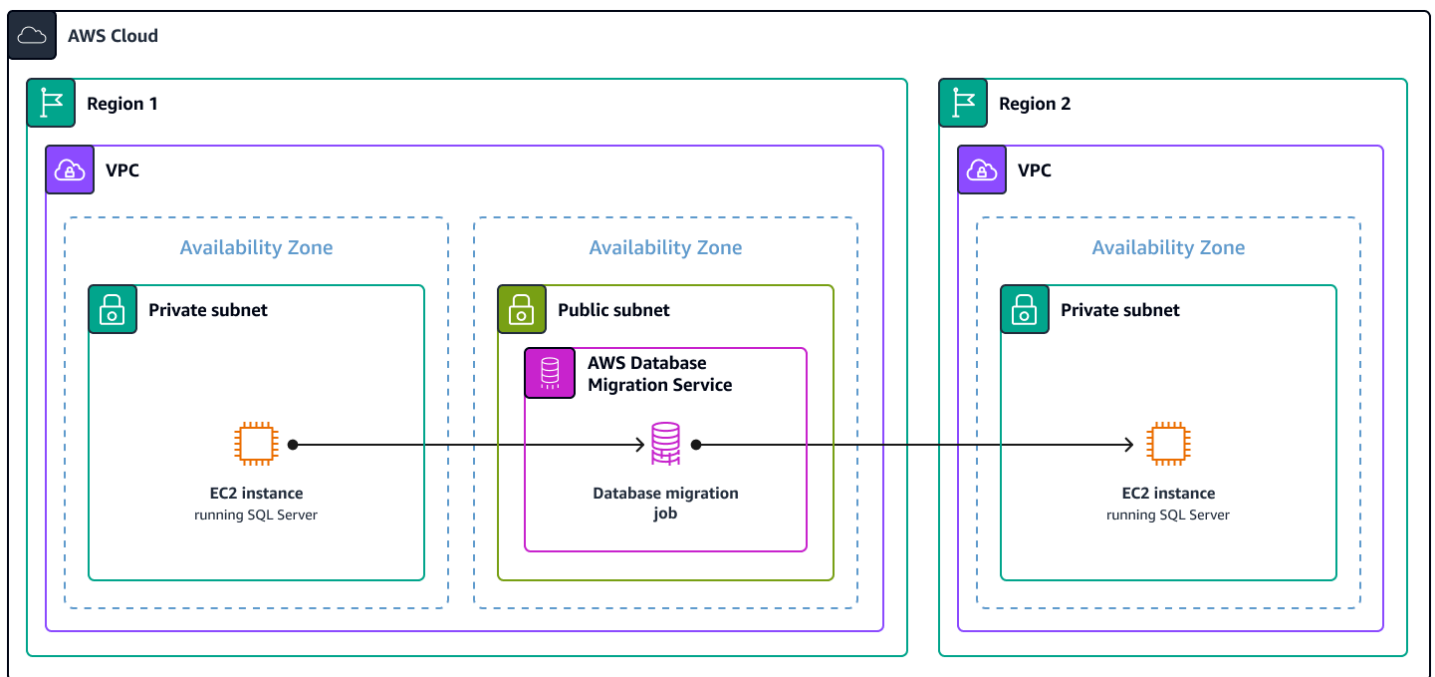 AWS Cloud
Region 1
Region 2
VPC
VPC
Availability Zone
Availability Zone
Availability Zone
Private subnet
Public subnet
Private subnet
AWS Database
Migration Service
EC2 instance
running SQL Server
Database migration
job
EC2 instance
running SQL Server